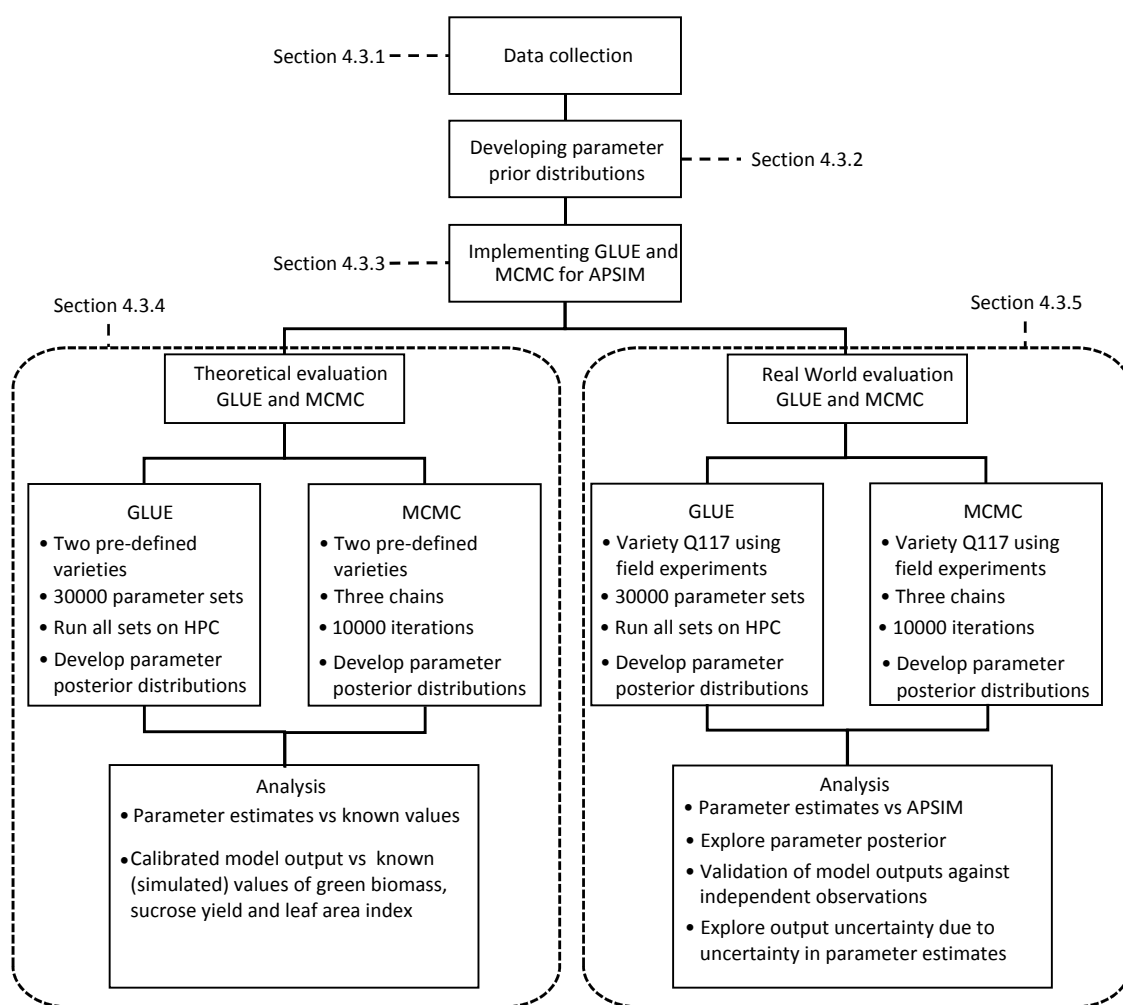 Section 4.3.1
Data collection
Developing parameter
prior distributions
Section 4.3.2
Implementing GLUE and
MCMC for APSIM
Section 4.3.3
Section 4.3.4
Section 4.3.5
Theoretical evaluation
GLUE and MCMC
GLUE
• Two pre-defined
varieties
• 30000 parameter sets
• Run all sets on HPC
• Develop parameter
posterior distributions
MCMC
• Two pre-defined
varieties
• Three chains
• 10000 iterations
• Develop parameter
posterior distributions
Analysis
• Parameter estimates vs known values
• Calibrated model output vs known
(simulated) values of green biomass,
sucrose yield and leaf area index
Real World evaluation
GLUE and MCMC
GLUE
• Variety Q117 using
field experiments
• 30000 parameter sets
• Run all sets on HPC
• Develop parameter
posterior distributions
MCMC
• Variety Q117 using
field experiments
• Three chains
• 10000 iterations
• Develop parameter
posterior distributions
Analysis
• Parameter estimates vs APSIM
• Explore parameter posterior
• Validation of model outputs against
independent observations
• Explore output uncertainty due to
uncertainty in parameter estimates